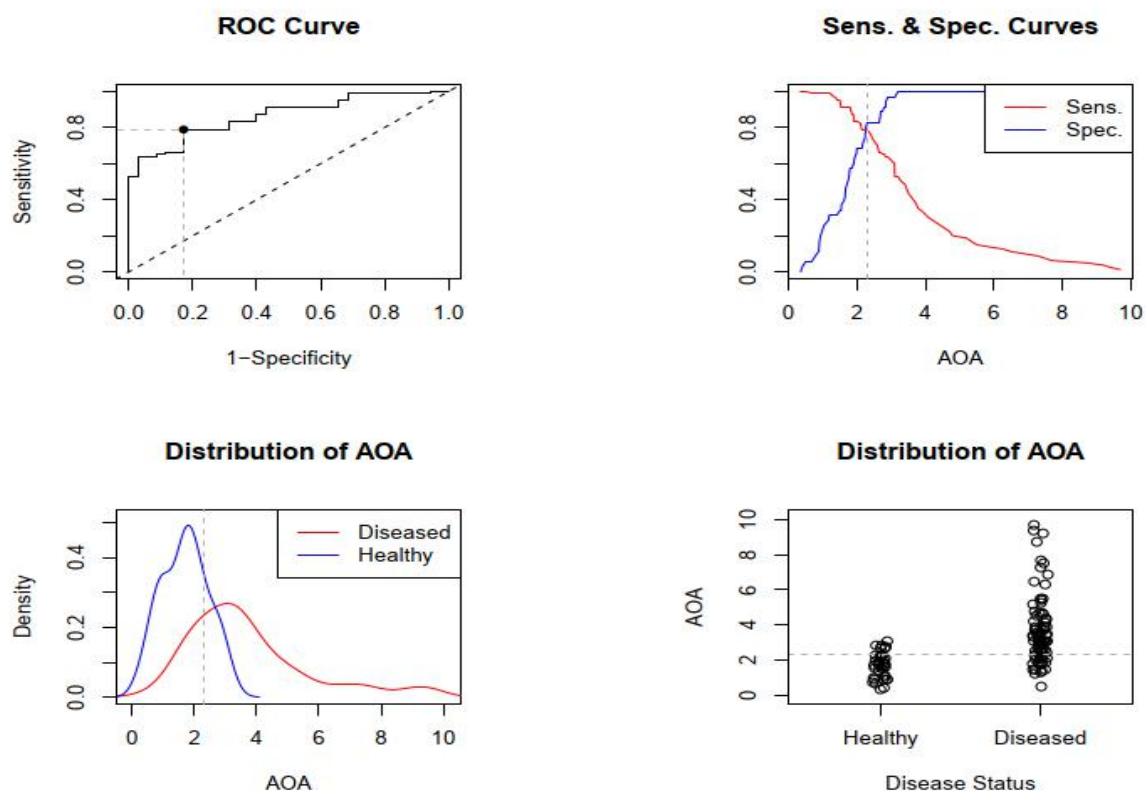 ROC Curve
Sensitivity
0.0 0.4 0.8
0.0 0.2 0.4 0.6 0.8 1.0
1−Specificity
Sens. & Spec. Curves
0.0 0.4 0.8
Sens.
Spec.
0 2 4 6 8 10
AOA
Distribution of AOA
Density
0.0 0.2 0.4
Diseased
Healthy
0 2 4 6 8 10
AOA
Distribution of AOA
AOA
0 2 4 6 8 10
Healthy Diseased
Disease Status